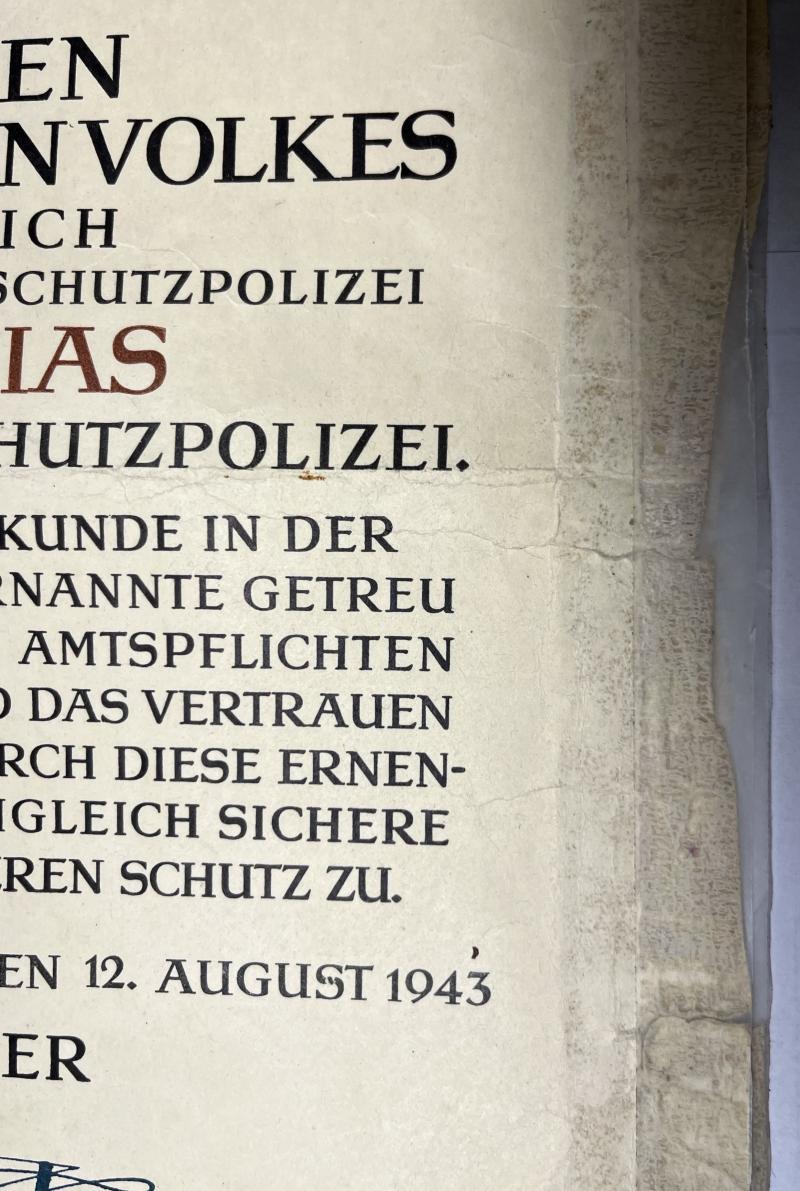 EN
N VOLKES
ICH
SCHUTZPOLIZEI
IAS
HUTZPOLIZEI.
KUNDE IN DER
RNANNTE GETREU
AMTSPFLICHTEN
D DAS VERTRAUEN
RCH DIESE ERNEN-
IGLEICH SICHERE
EREN SCHUTZ ZU.
EN 12. AUGUST 1943
ER